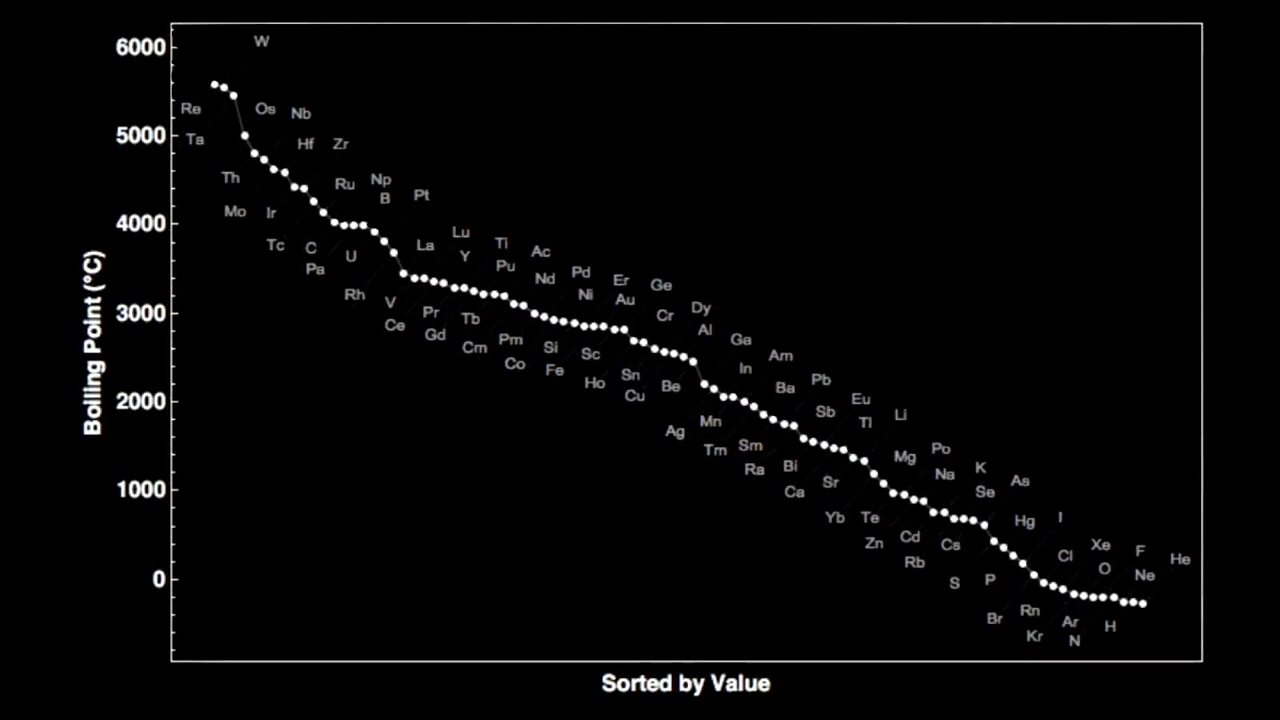 6000
5000
4000
3000
2000
1000
0
Boiling Point (°C)
Sorted by Value
W
Re
Os
Nb
Ta
Hf
Zr
Th
Ru
Np
B
Pt
Mo
Ir
Tc
C
Pa
U
Rh
La
Lu
Y
Ti
Pu
Ac
V
Ce
Pr
Gd
Tb
Cm
Nd
Pd
Ni
Er
Au
Ge
Pm
Co
Si
Fe
Sc
Ho
Cr
Dy
Al
Sn
Cu
Be
Ga
In
Am
Ag
Mn
Tm
Ba
Pb
Sb
Sm
Ra
Bi
Ca
Eu
Tl
Li
Sr
Yb
Te
Zn
Mg
Po
Na
K
Se
As
Cd
Rb
Cs
S
P
Hg
I
Br
Rn
Kr
Cl
Xe
O
F
Ne
He
Ar
N
H